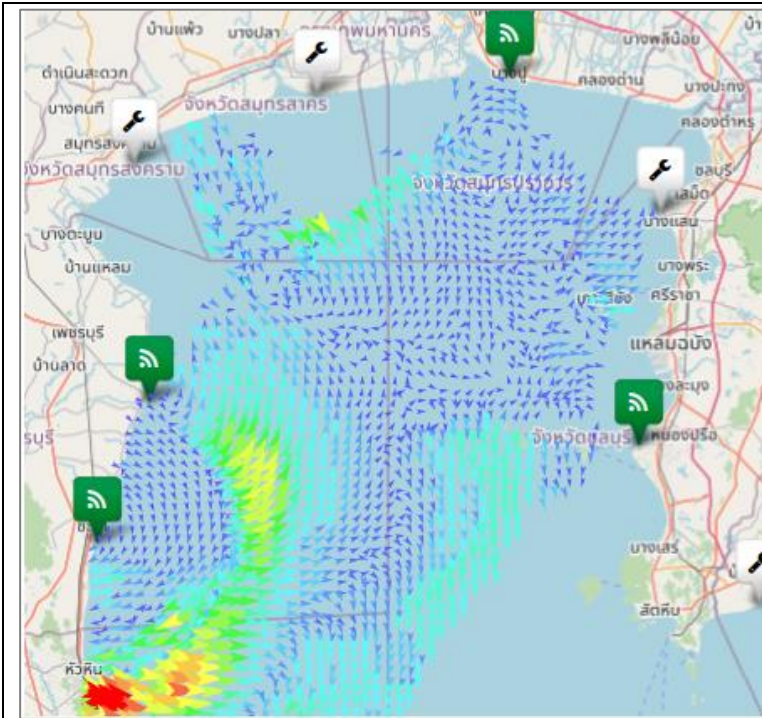 บ้านแพ้ว
บางปลา
กรุงเทพมหานคร
บางพลีน้อย
ดำเนินสะดวก
บางปู
คลองด่าน
บางปะกง
บางคนที
จังหวัดสมุทรสาคร
คลองตำหรุ
สมุทรสงคราม
จังหวัดสมุทรสงคราม
จังหวัดสมุทรปราการ
ชลบุรี
เสม็ด
บางแสน
บางตะบูน
บ้านแหลม
บางพระ
ศรีราชา
เพชรบุรี
แหลมฉบัง
บ้านลาด
จังหวัดชลบุรี
หนองปรือ
บางเสร่
สัตหีบ
หัวหิน